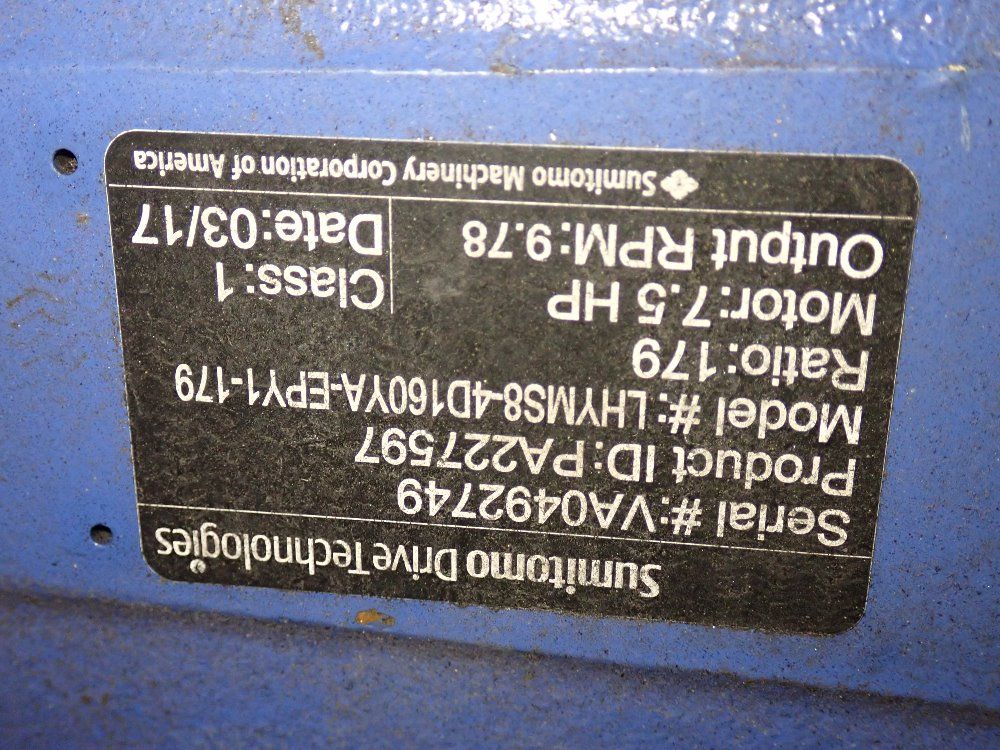 Sumitomo Drive Technologies
Serial #:VA0492749
Product ID:PA227597
Model #:LHYMS8-4D160YA-EPY1-179
Ratio:179
Motor:7.5 HP Class:1
Output RPM:9.78 Date:03/17
Sumitomo Machinery Corporation of America